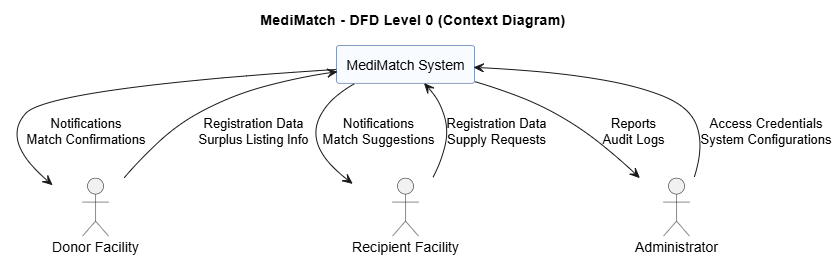 MediMatch - DFD Level 0 (Context Diagram)
MediMatch System
Notifications
Match Confirmations
Registration Data
Surplus Listing Info
Notifications
Match Suggestions
Registration Data
Supply Requests
Reports
Audit Logs
Access Credentials
System Configurations
Donor Facility
Recipient Facility
Administrator